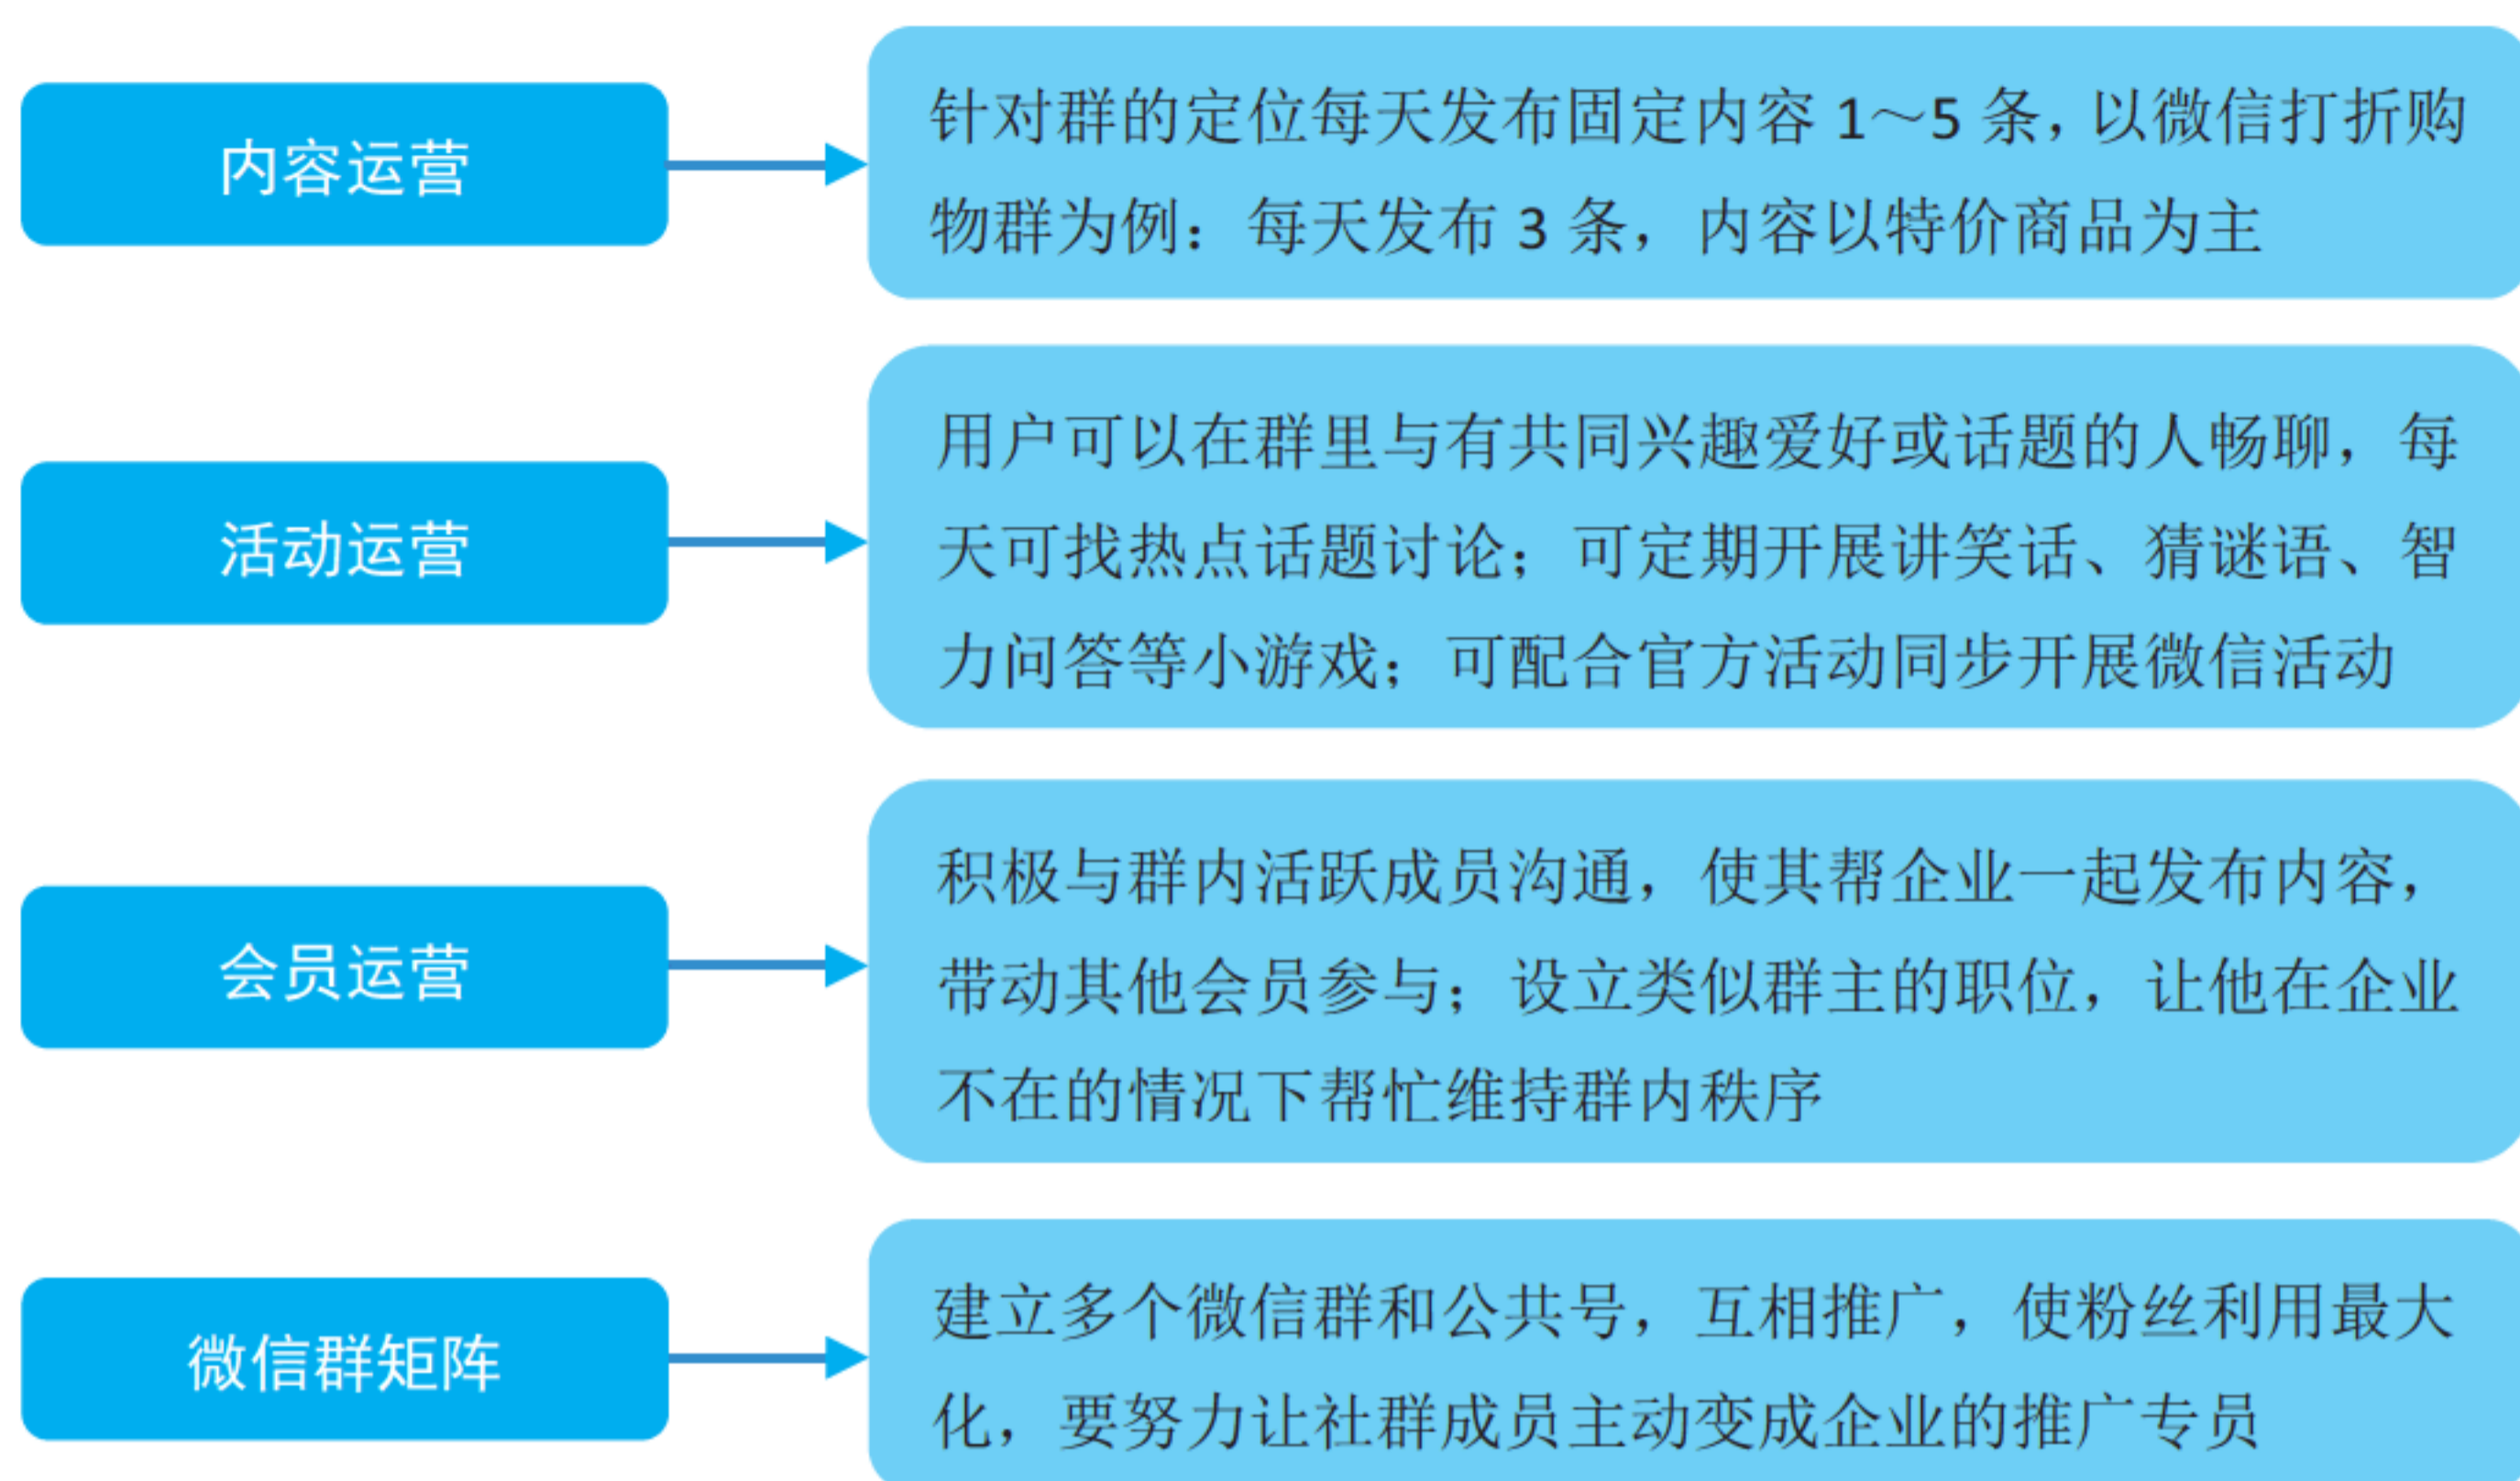 内容运营
针对群的定位每天发布固定内容 1～5 条，以微信打折购
物群为例：每天发布 3 条，内容以特价商品为主
活动运营
用户可以在群里与有共同兴趣爱好或话题的人畅聊，每
天可找热点话题讨论；可定期开展讲笑话、猜谜语、智
力问答等小游戏；可配合官方活动同步开展微信活动
会员运营
积极与群内活跃成员沟通，使其帮企业一起发布内容，
带动其他会员参与；设立类似群主的职位，让他在企业
不在的情况下帮忙维持群内秩序
微信群矩阵
建立多个微信群和公共号，互相推广，使粉丝利用最大
化，要努力让社群成员主动变成企业的推广专员